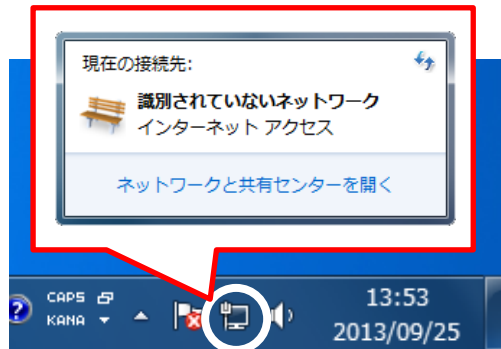 現在の接続先:
識別されていないネットワーク
インターネット アクセス
ネットワークと共有センターを開く
?
CAPS
KANA
13:53
2013/09/25